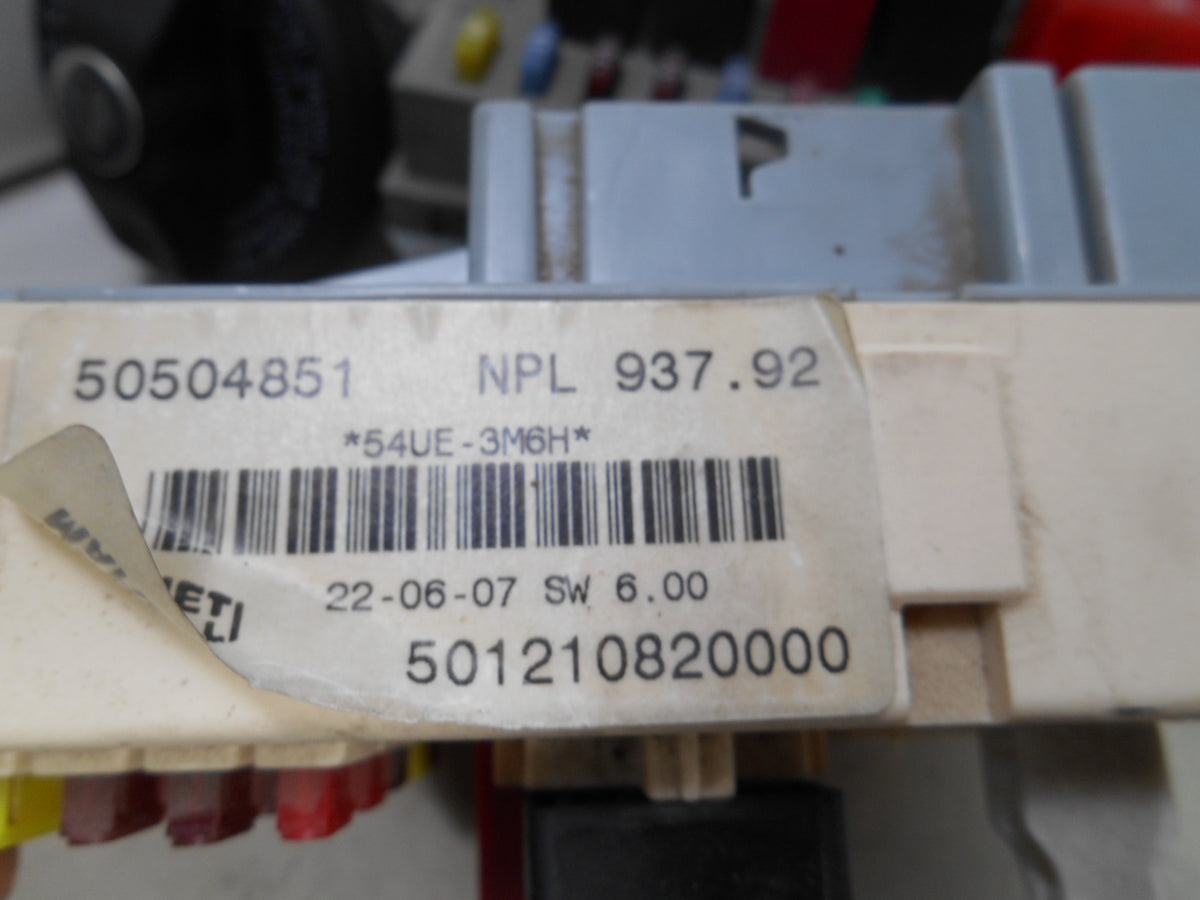 50504851 NPL 937.92
*54UE-3M6H*
22-06-07 SW 6.00
501210820000